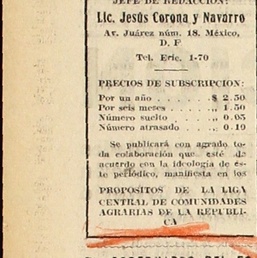 JEFE DE REDACCION:
Lic. Jesús Corona y Navarro
Av. Juárez núm. 18. México,
D. F
Tel. Eric. 1-70
PRECIOS DE SUBSCRIPCION:
Por un año . . . . . $ 2.50
Por seis meses . . . . „ 1.50
Número suelto . . . . „ 0.05
Número atrasado . . . „ 0.10
Se publicará con agrado to-
da colaboración que esté de
acuerdo con la ideología de es-
te periódico, manifiesta en los
PROPOSITOS DE LA LIGA
CENTRAL DE COMUNIDADES
AGRARIAS DE LA REPUBLI-
CA